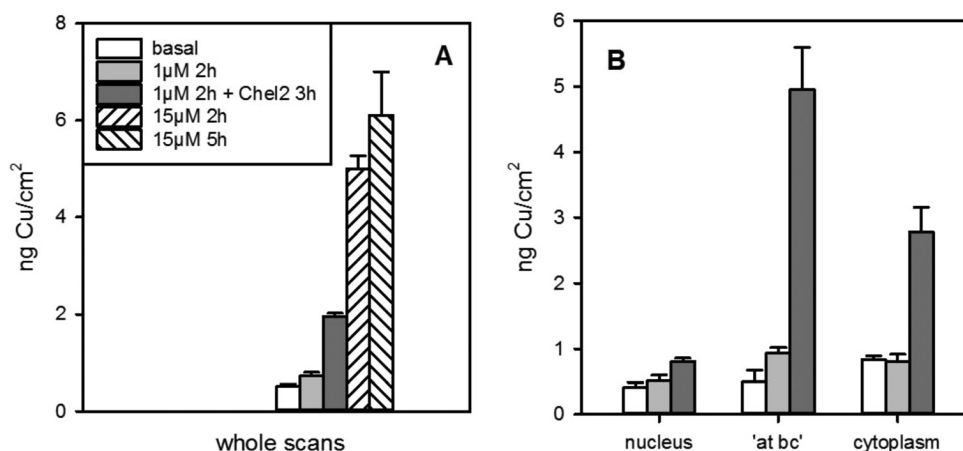 A
8
6
4
2
0
ng Cu/cm²
basal
1µM 2h
1µM 2h + Chel2 3h
15µM 2h
15µM 5h
whole scans
B
6
5
4
3
2
1
0
ng Cu/cm²
nucleus
'at bc'
cytoplasm